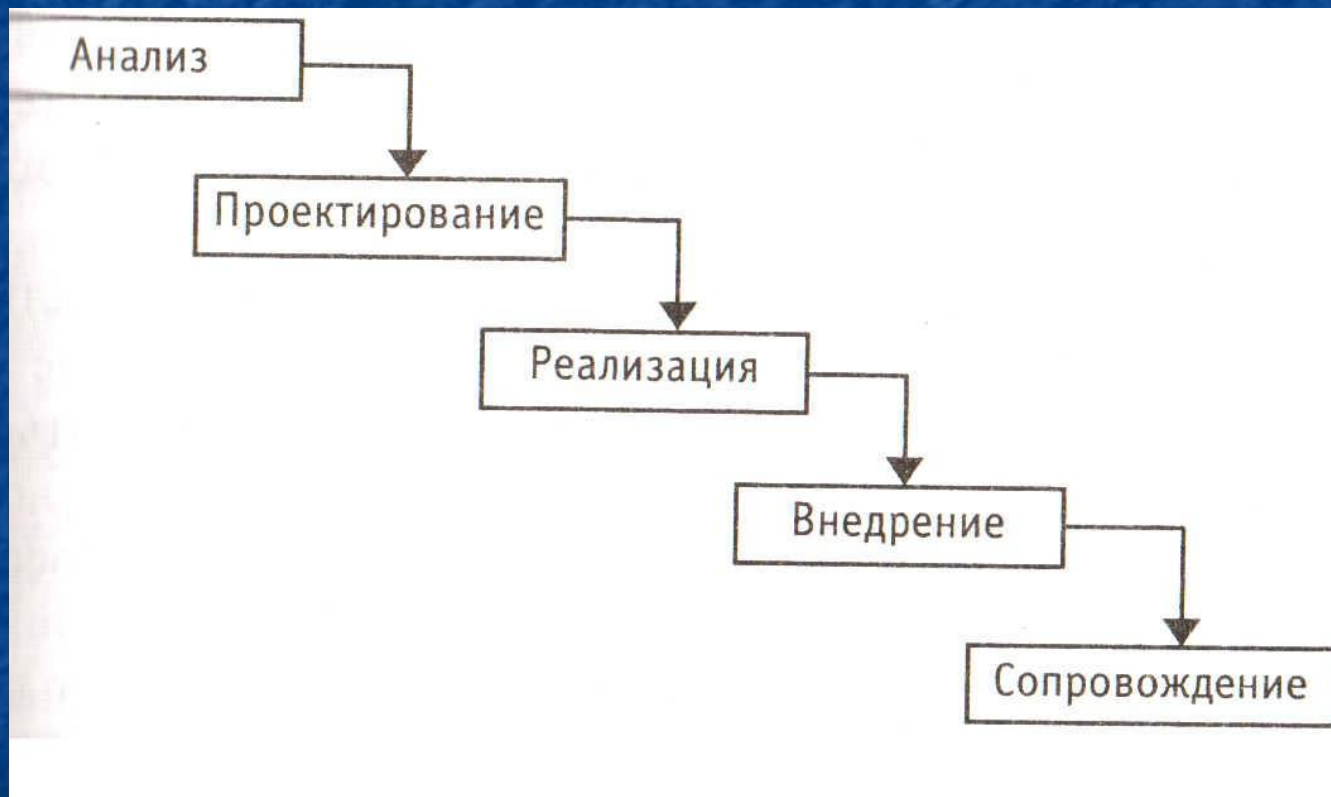 Анализ
Проектирование
Реализация
Внедрение
Сопровождение